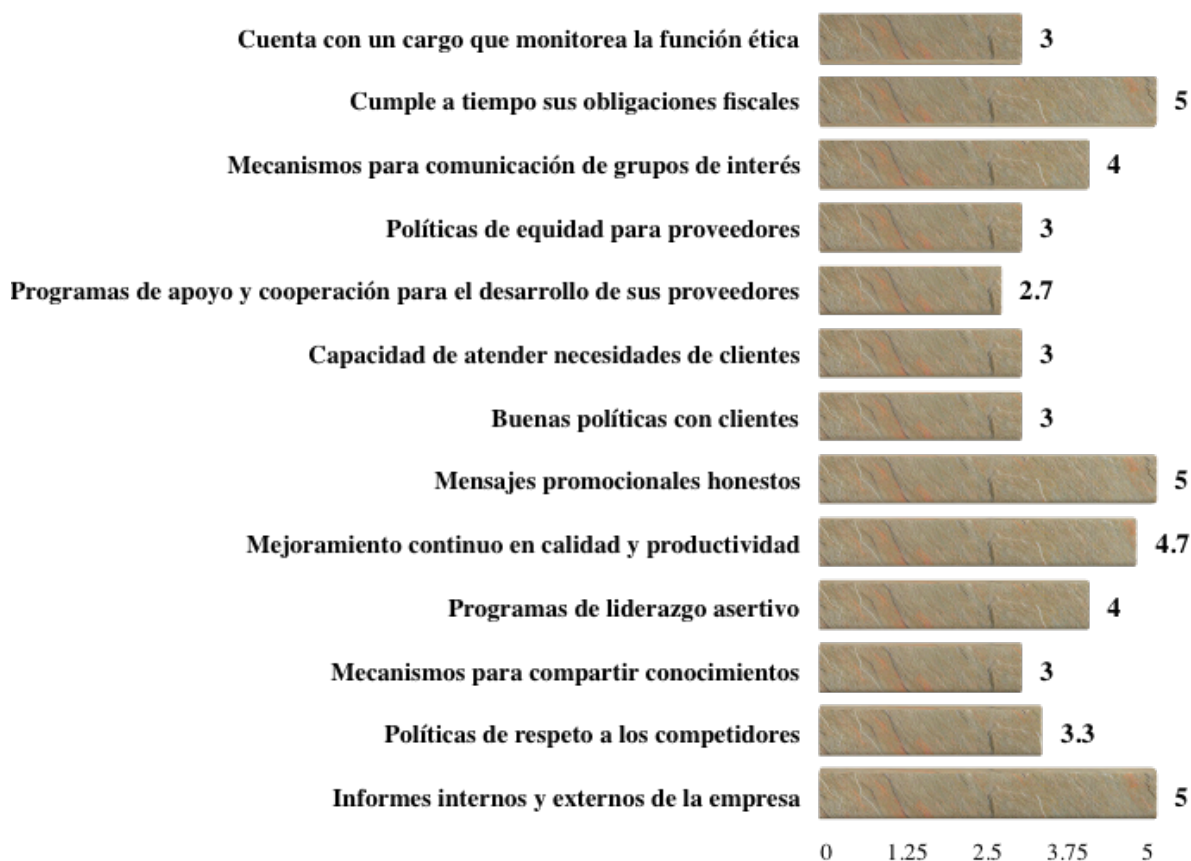 Cuenta con un cargo que monitorea la función ética 3
Cumple a tiempo sus obligaciones fiscales 5
Mecanismos para comunicación de grupos de interés 4
Políticas de equidad para proveedores 3
Programas de apoyo y cooperación para el desarrollo de sus proveedores 2.7
Capacidad de atender necesidades de clientes 3
Buenas políticas con clientes 3
Mensajes promocionales honestos 5
Mejoramiento continuo en calidad y productividad 4.7
Programas de liderazgo asertivo 4
Mecanismos para compartir conocimientos 3
Políticas de respeto a los competidores 3.3
Informes internos y externos de la empresa 5
0 1.25 2.5 3.75 5